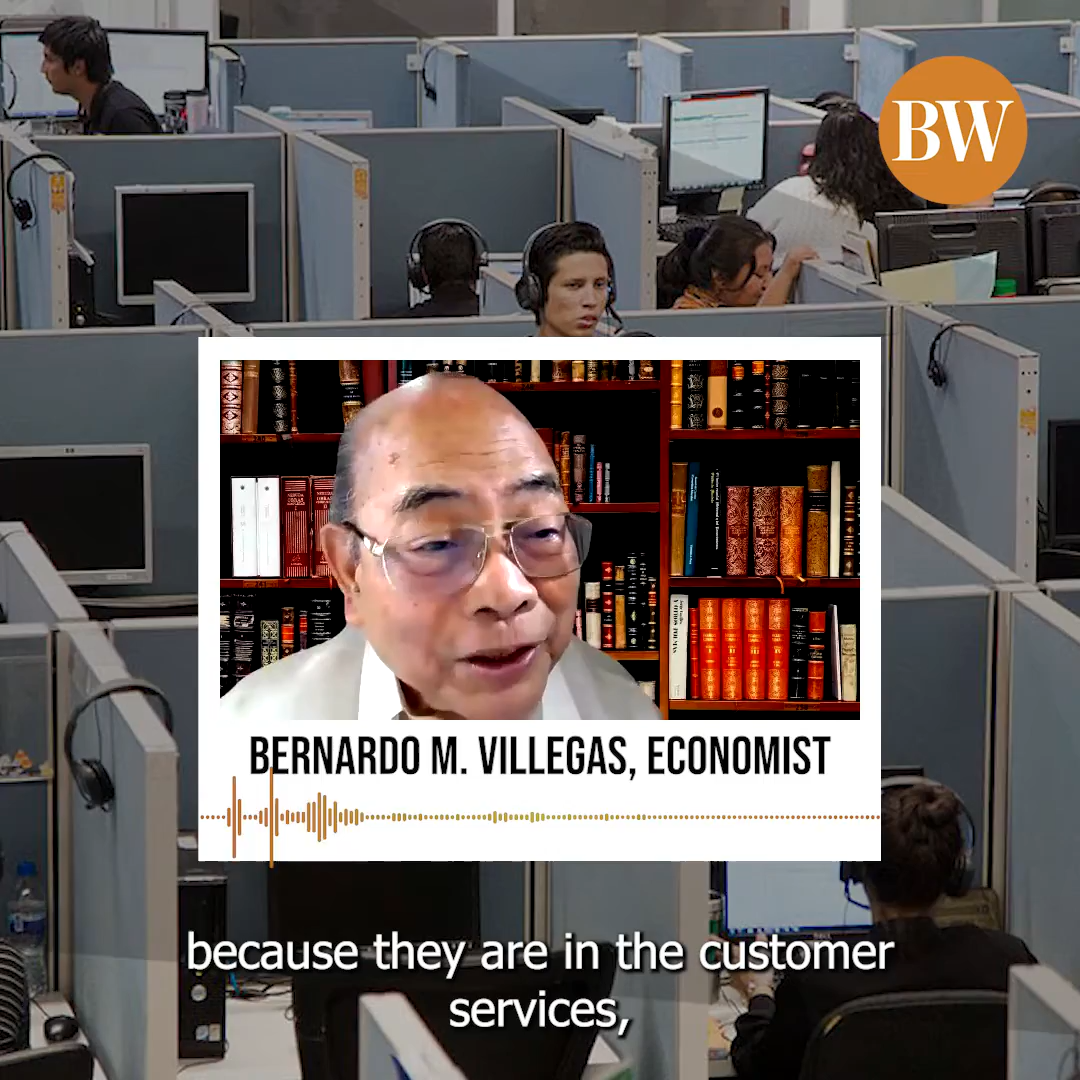 BW
BERNARDO M. VILLEGAS, ECONOMIST
because they are in the customer
services,